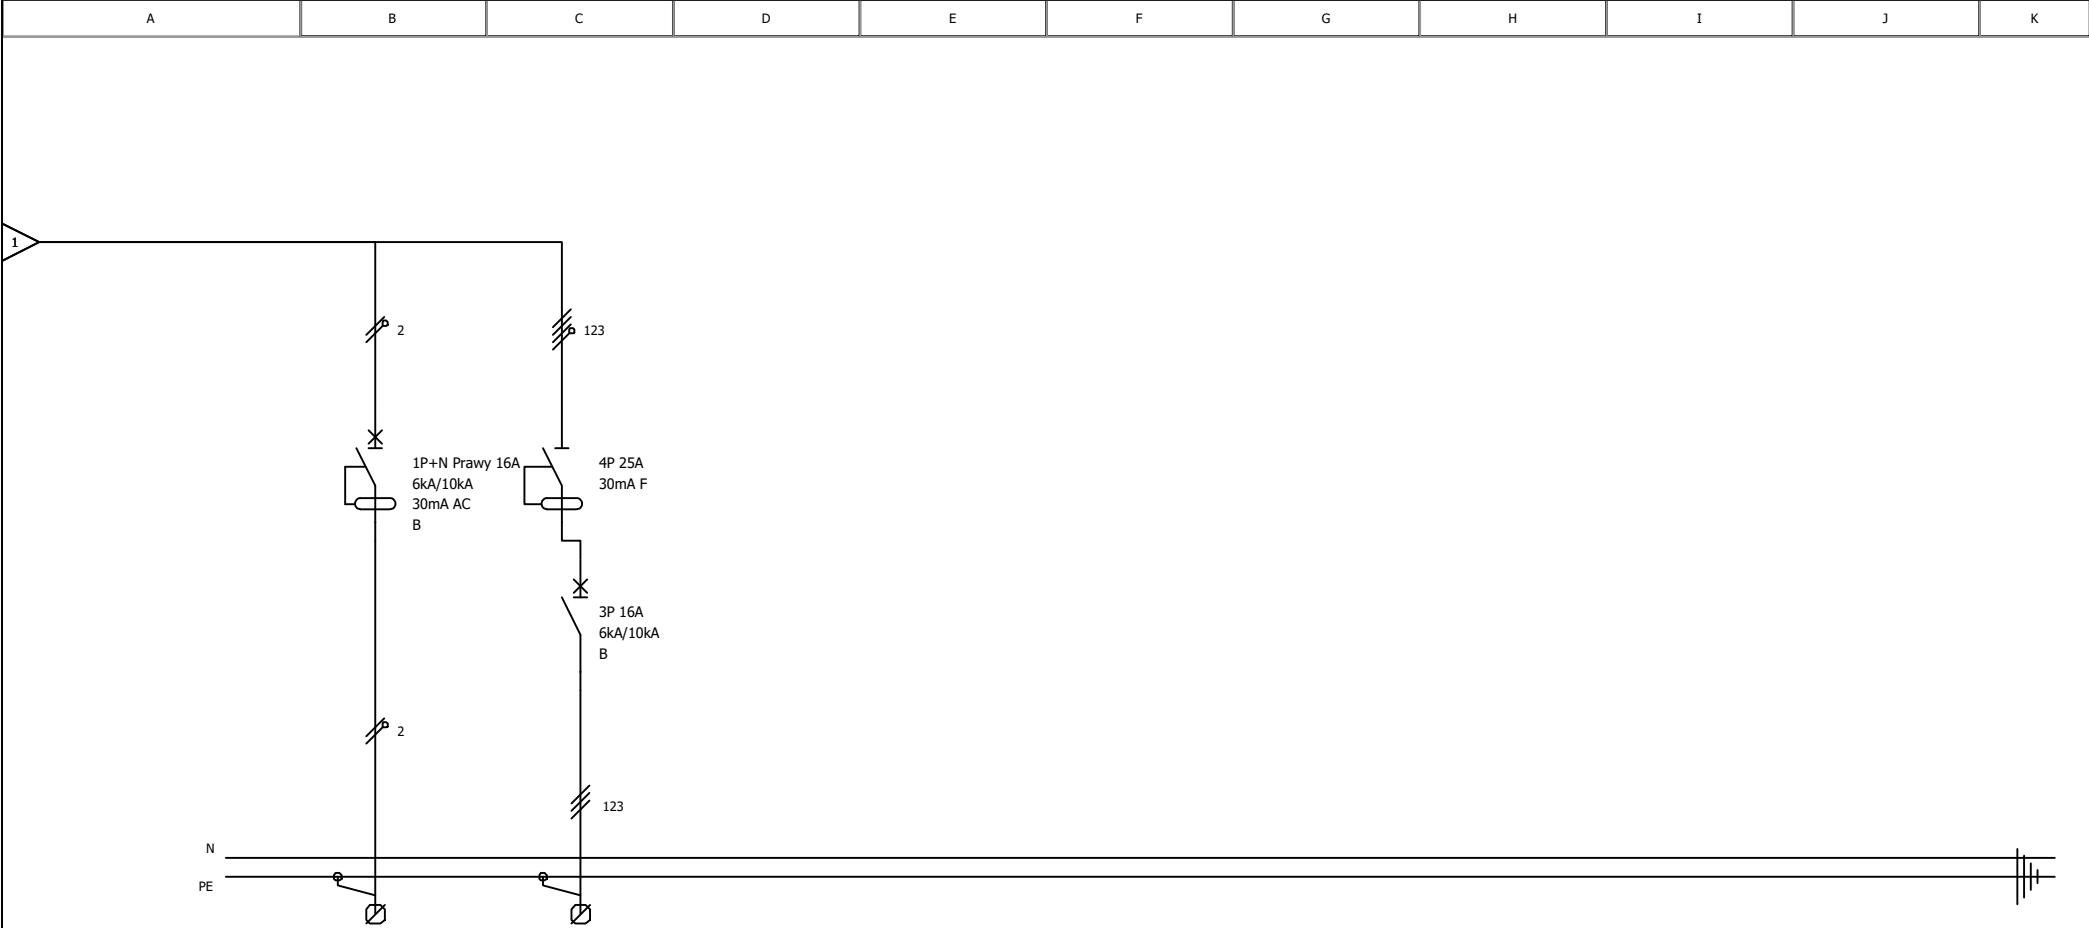 A B C D E F G H I J K
1
2
123
1P+N Prawy 16A
6kA/10kA
30mA AC
B
4P 25A
30mA F
3P 16A
6kA/10kA
B
2
123
N
PE